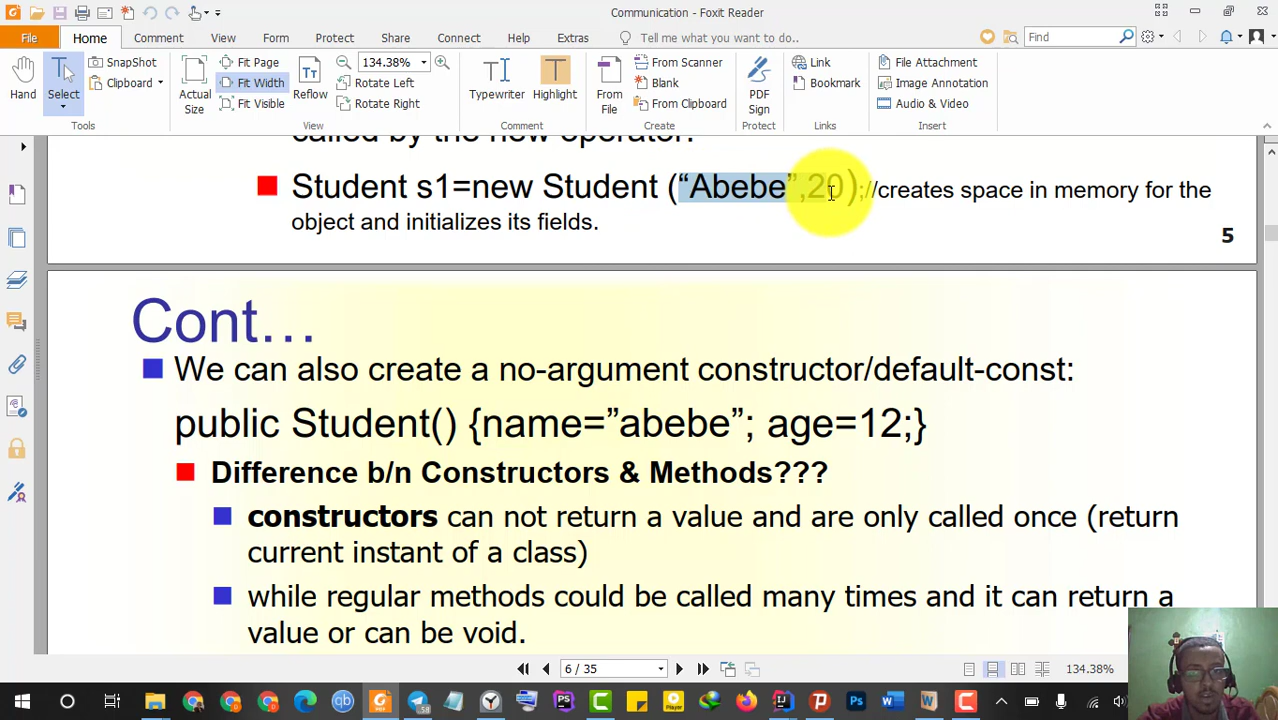 Communication - Foxit Reader
File Home Comment View Form Protect Share Connect Help Extras Tell me what you want to do.. Find
Hand Select SnapShot Clipboard Actual Size Fit Page Fit Width Fit Visible Reflow 134.38% Rotate Left Rotate Right Typewriter Highlight From File From Scanner Blank From Clipboard PDF Sign Link Bookmark File Attachment Image Annotation Audio & Video
Tools View Comment Create Protect Links Insert
called by the new operator.
Student s1=new Student (“Abebe”,20);//creates space in memory for the
object and initializes its fields.
5
Cont…
We can also create a no-argument constructor/default-const:
public Student() {name=”abebe”; age=12;}
Difference b/n Constructors & Methods???
constructors can not return a value and are only called once (return
current instant of a class)
while regular methods could be called many times and it can return a
value or can be void.
6 / 35 134.38%